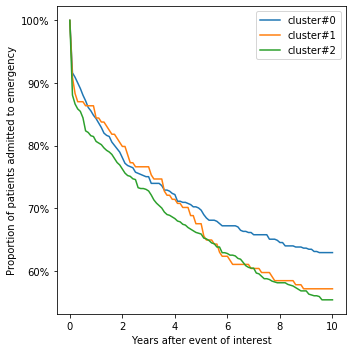 100%
90%
80%
70%
60%
Proportion of patients admitted to emergency
cluster#0
cluster#1
cluster#2
0 2 4 6 8 10
Years after event of interest